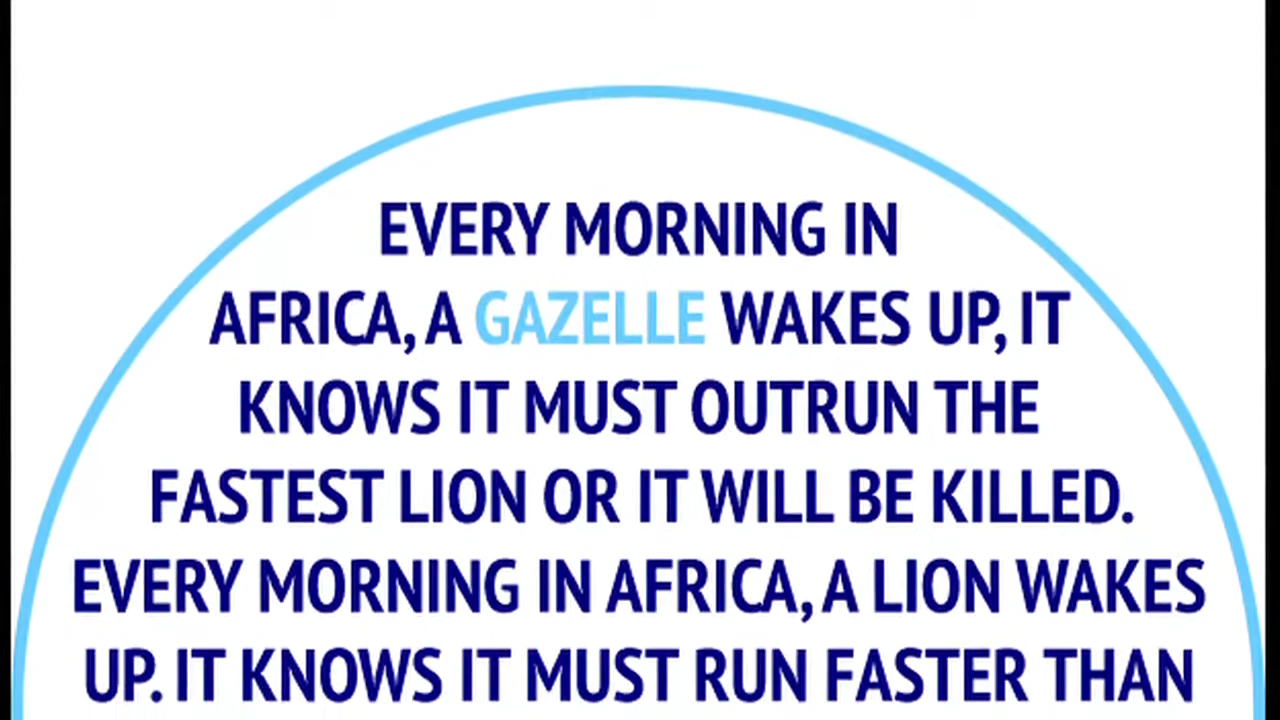 EVERY MORNING IN
AFRICA, A GAZELLE WAKES UP, IT
KNOWS IT MUST OUTRUN THE
FASTEST LION OR IT WILL BE KILLED.
EVERY MORNING IN AFRICA, A LION WAKES
UP. IT KNOWS IT MUST RUN FASTER THAN